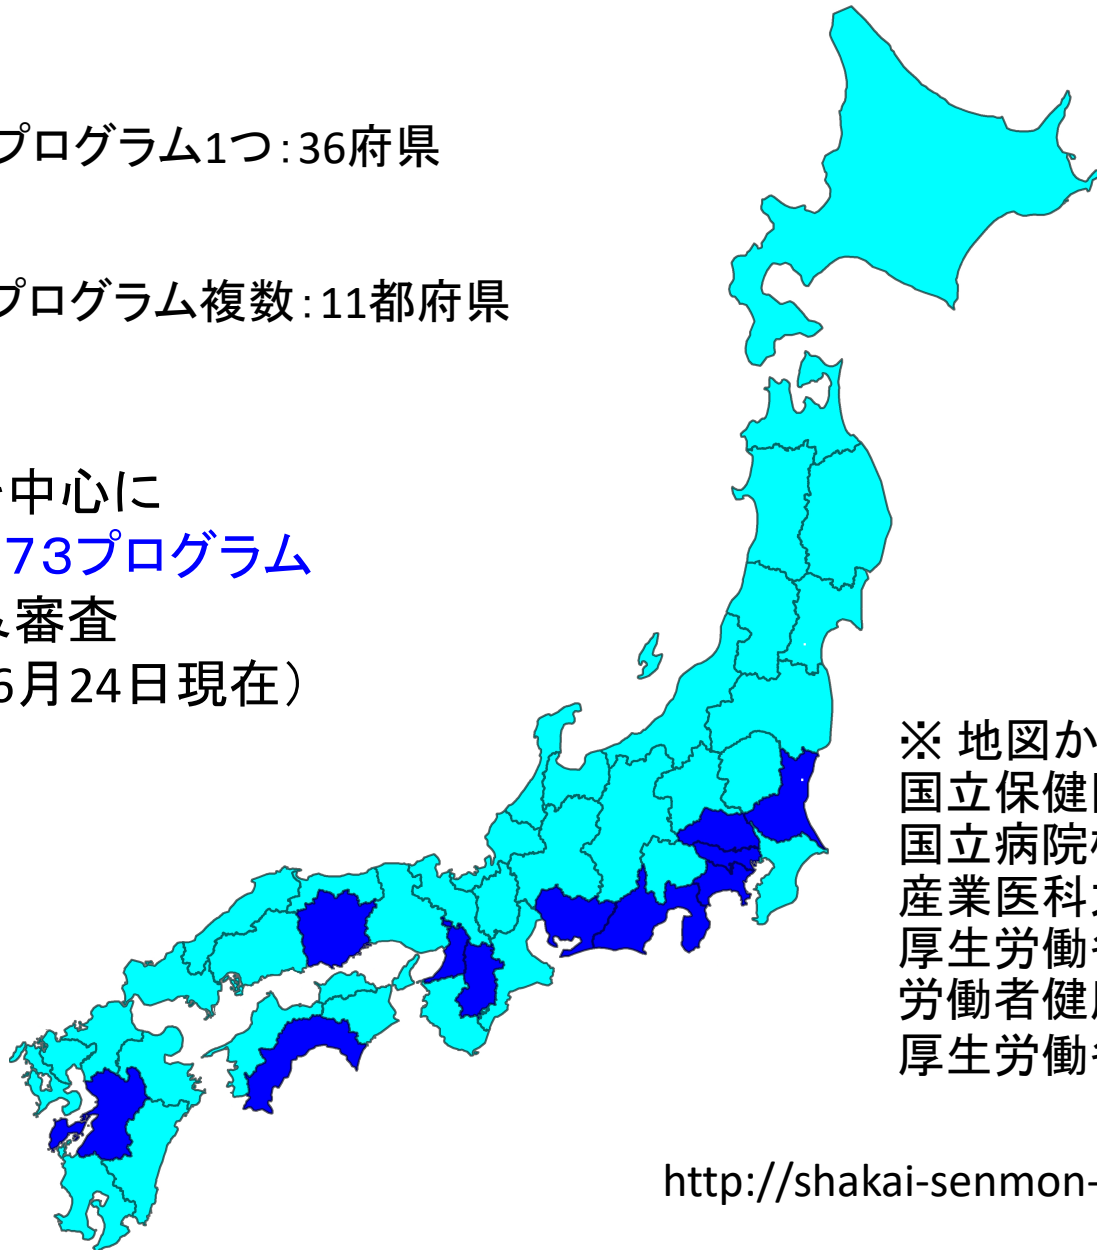 プログラム1つ：36府県
プログラム複数：11都府県
中心に
７３プログラム
審査
6月24日現在）
※ 地図か
国立保健
国立病院
産業医科
厚生労働
労働者健
厚生労働
http://shakai-senmon-